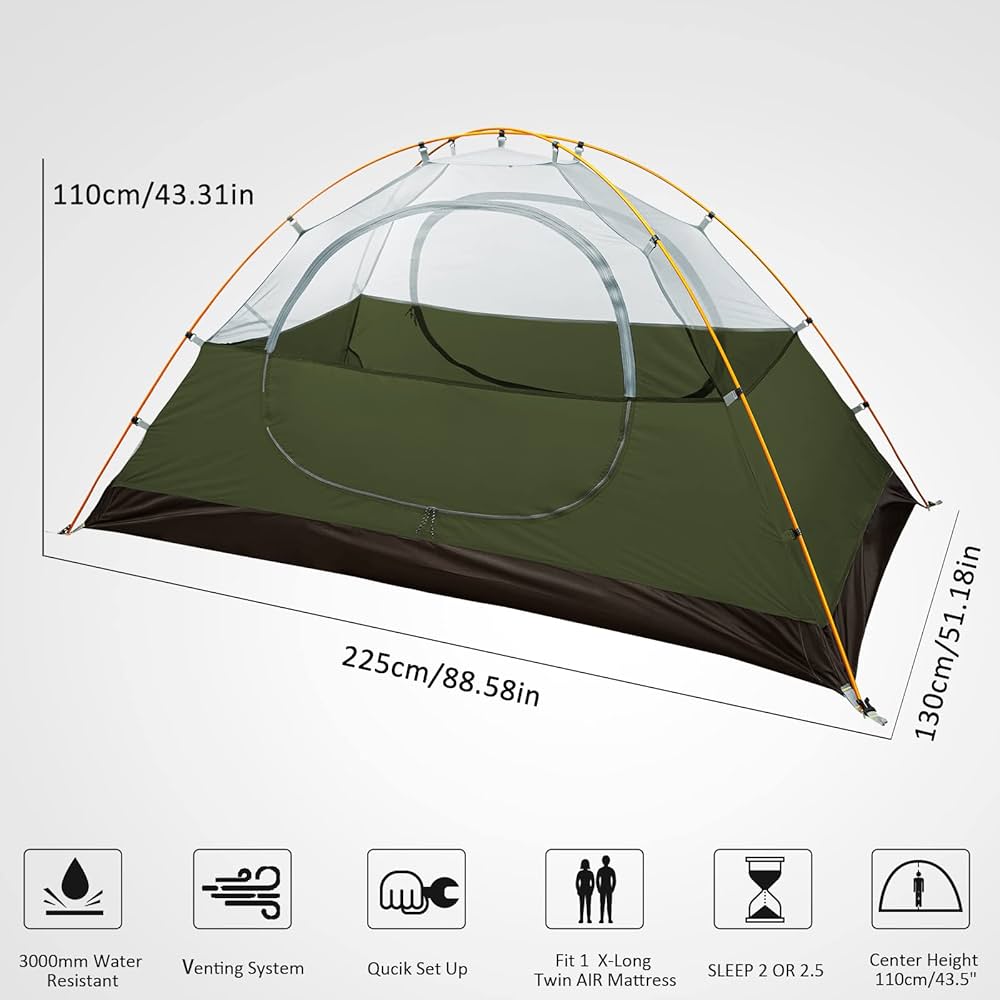 110cm/43.31in
225cm/88.58in
130cm/51.18in
3000mm Water
Resistant
Venting System
Qucik Set Up
Fit 1 X-Long
Twin AIR Mattress
SLEEP 2 OR 2.5
Center Height
110cm/43.5"